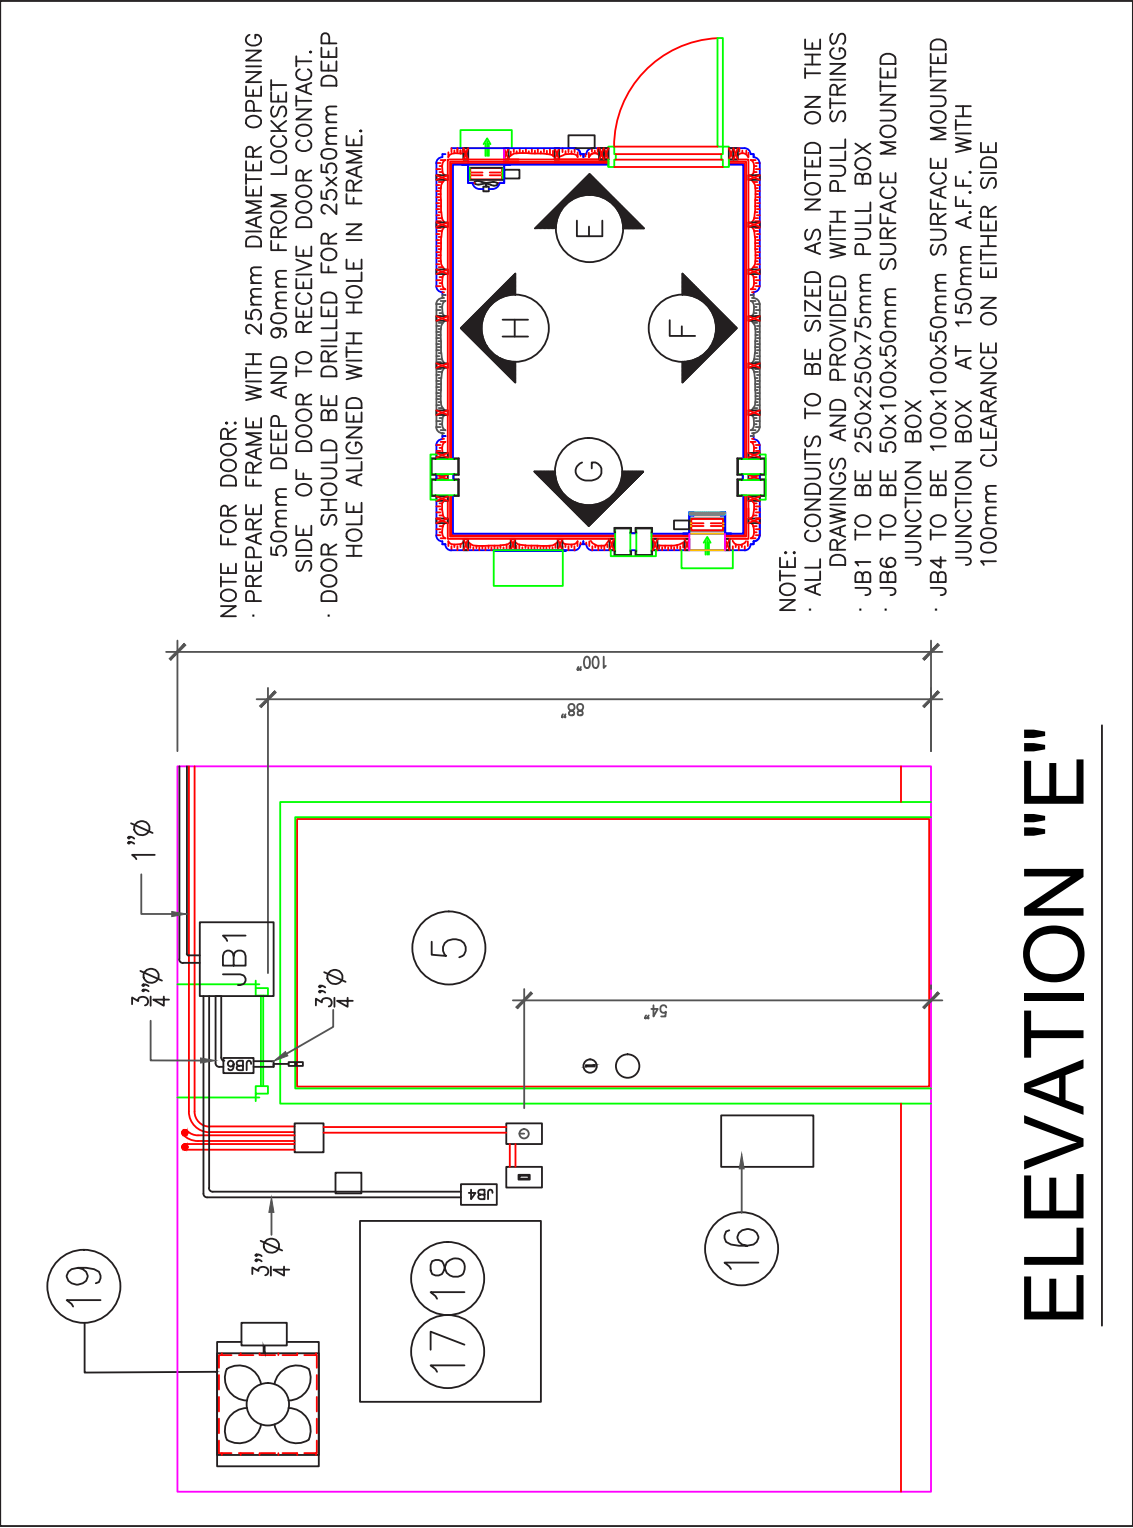 19
17
18
16
5
3"Ø
4
3"Ø
4
3"Ø
4
1"Ø
JB1
JB6
JB4
54"
88"
100"
ELEVATION "E"
NOTE FOR DOOR:
· PREPARE FRAME WITH 25mm DIAMETER OPENING
50mm DEEP AND 90mm FROM LOCKSET
SIDE OF DOOR TO RECEIVE DOOR CONTACT.
· DOOR SHOULD BE DRILLED FOR 25x50mm DEEP
HOLE ALIGNED WITH HOLE IN FRAME.
H
E
G
F
NOTE:
· ALL CONDUITS TO BE SIZED AS NOTED ON THE
DRAWINGS AND PROVIDED WITH PULL STRINGS
· JB1 TO BE 250x250x75mm PULL BOX
· JB6 TO BE 50x100x50mm SURFACE MOUNTED
JUNCTION BOX
· JB4 TO BE 100x100x50mm SURFACE MOUNTED
JUNCTION BOX AT 150mm A.F.F. WITH
100mm CLEARANCE ON EITHER SIDE